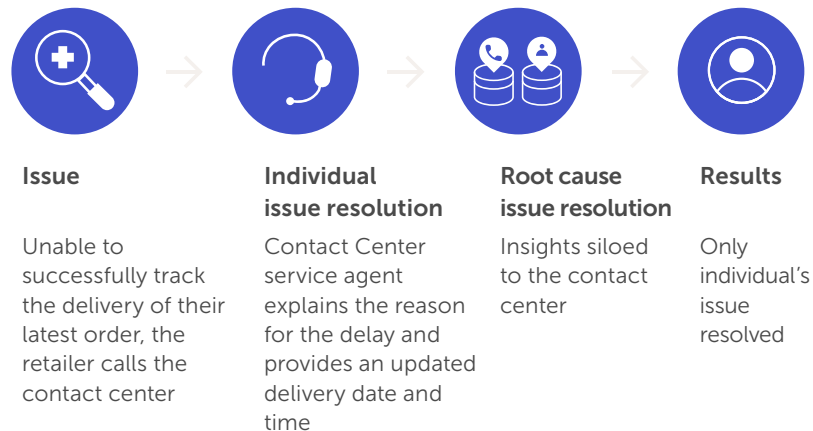 Issue
Unable to
successfully track
the delivery of their
latest order, the
retailer calls the
contact center
Individual
issue resolution
Contact Center
service agent
explains the reason
for the delay and
provides an updated
delivery date and
time
Root cause
issue resolution
Insights siloed
to the contact
center
Results
Only
individual's
issue
resolved